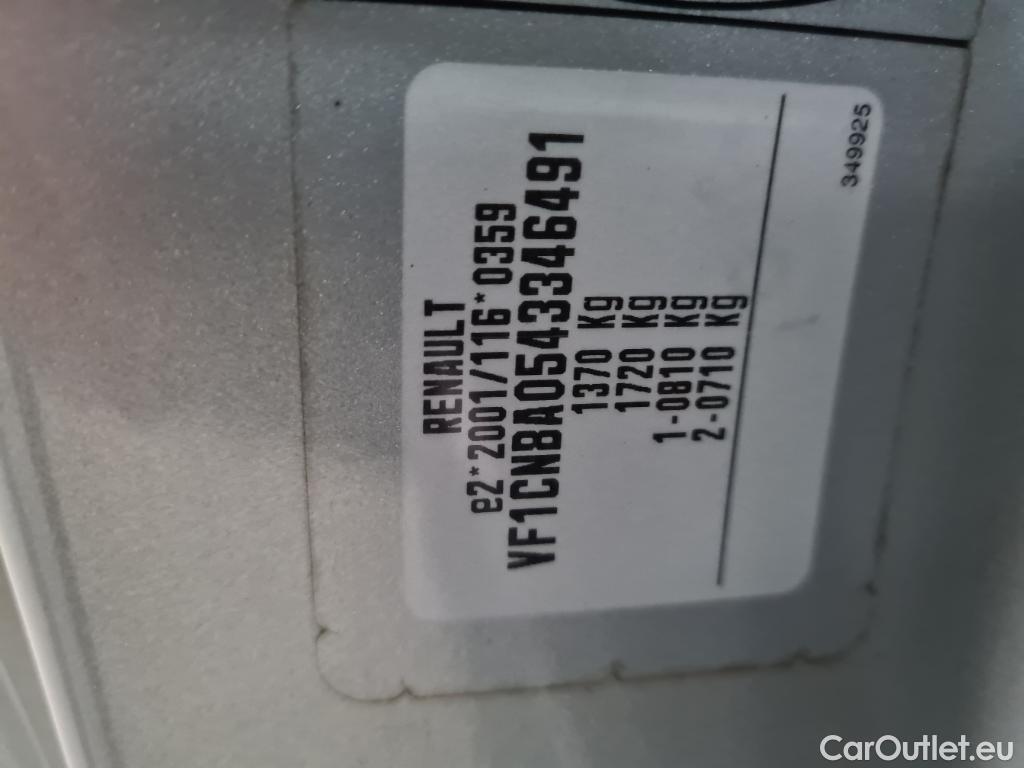 RENAULT
e2*2001/116*0359
VF1CNBA0543346491
1370 Kg
1720 Kg
1-0810 Kg
2-0710 Kg
349925
CarOutlet.eu